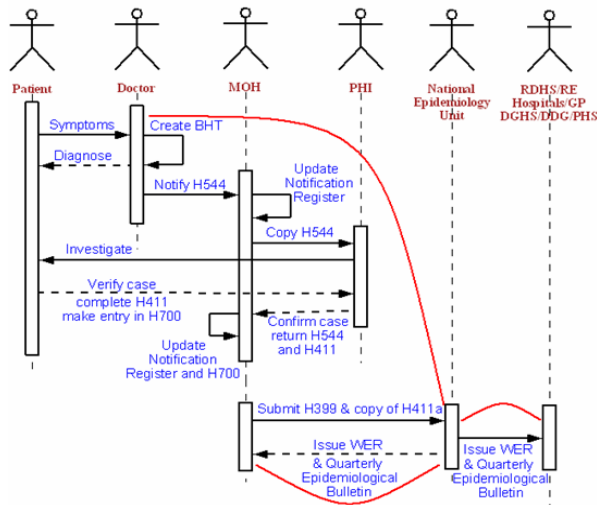 Patient
Doctor
MOH
PHI
National
Epidemiology
Unit
RDHS/RE
Hospitals/GP
DGHS/DDG/PHS
Symptoms
Create BHT
Diagnose
Notify H544
Update
Notification
Register
Copy H544
Investigate
Verify case
complete H411
make entry in H700
Confirm case
return H544
and H411
Update
Notification
Register and H700
Submit H399 & copy of H411a
Issue WER
& Quarterly
Epidemiological
Bulletin
Issue WER
& Quarterly
Epidemiological
Bulletin